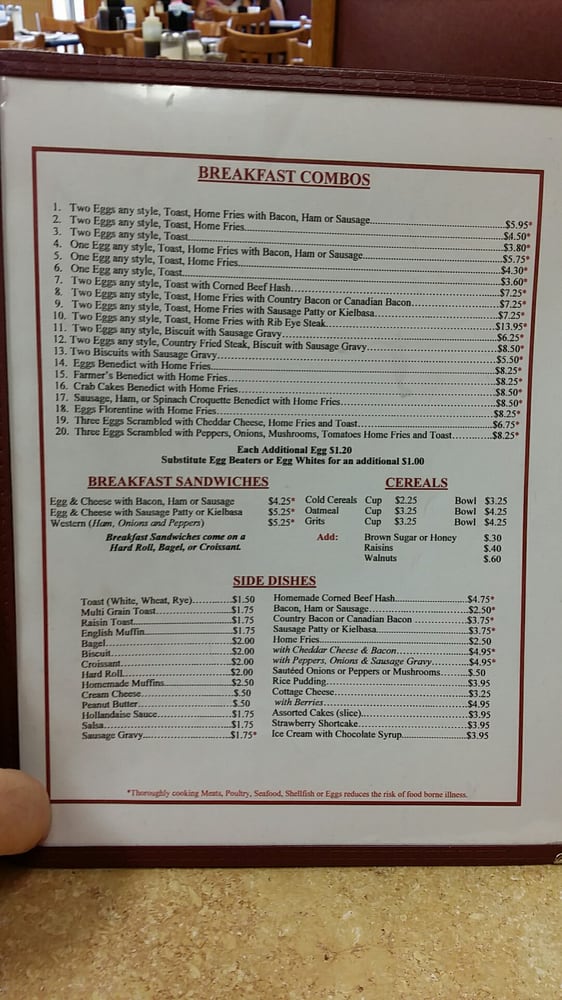 BREAKFAST COMBOS
1. Two Eggs any style, Toast, Home Fries with Bacon, Ham or Sausage...$5.95*
2. Two Eggs any style, Toast, Home Fries...$4.50*
3. Two Eggs any style, Toast...$3.80*
4. One Egg any style, Toast, Home Fries with Bacon, Ham or Sausage...$5.75*
5. One Egg any style, Toast, Home Fries...$4.30*
6. One Egg any style, Toast...$3.60*
7. Two Eggs any style, Toast with Corned Beef Hash...$7.25*
8. Two Eggs any style, Toast, Home Fries with Country Bacon or Canadian Bacon...$7.25*
9. Two Eggs any style, Toast, Home Fries with Sausage Patty or Kielbasa...$7.25*
10. Two Eggs any style, Toast, Home Fries with Rib Eye Steak...$13.95*
11. Two Eggs any style, Biscuit with Sausage Gravy...$6.25*
12. Two Eggs any style, Country Fried Steak, Biscuit with Sausage Gravy...$8.50*
13. Two Biscuits with Sausage Gravy...$5.50*
14. Eggs Benedict with Home Fries...$8.25*
15. Farmer's Benedict with Home Fries...$8.25*
16. Crab Cakes Benedict with Home Fries...$8.50*
17. Sausage, Ham, or Spinach Croquette Benedict with Home Fries...$8.50*
18. Eggs Florentine with Home Fries...$8.25*
19. Three Eggs Scrambled with Cheddar Cheese, Home Fries and Toast...$6.75*
20. Three Eggs Scrambled with Peppers, Onions, Mushrooms, Tomatoes Home Fries and Toast...$8.25*
Each Additional Egg $1.20
Substitute Egg Beaters or Egg Whites for an additional $1.00
BREAKFAST SANDWICHES
Egg & Cheese with Bacon, Ham or Sausage $4.25*
Egg & Cheese with Sausage Patty or Kielbasa $5.25*
Western (Ham, Onions and Peppers) $5.25*
Breakfast Sandwiches come on a
Hard Roll, Bagel, or Croissant.
CEREALS
Cold Cereals Cup $2.25 Bowl $3.25
Oatmeal Cup $3.25 Bowl $4.25
Grits Cup $3.25 Bowl $4.25
Add: Brown Sugar or Honey $.30
Raisins $.40
Walnuts $.60
SIDE DISHES
Toast (White, Wheat, Rye)...$1.50
Multi Grain Toast...$1.75
Raisin Toast...$1.75
English Muffin...$1.75
Bagel...$2.00
Biscuit...$2.00
Croissant...$2.00
Hard Roll...$2.00
Homemade Muffins...$2.50
Cream Cheese...$.50
Peanut Butter...$.50
Hollandaise Sauce...$1.75
Salsa...$1.75
Sausage Gravy...$1.75*
Homemade Corned Beef Hash...$4.75*
Bacon, Ham or Sausage...$2.50*
Country Bacon or Canadian Bacon...$3.75*
Sausage Patty or Kielbasa...$3.75*
Home Fries...$2.50
with Cheddar Cheese & Bacon...$4.95*
with Peppers, Onions & Sausage Gravy...$4.95*
Sautéed Onions or Peppers or Mushrooms...$.50
Rice Pudding...$3.95
Cottage Cheese...$3.25
with Berries...$4.95
Assorted Cakes (slice)...$3.95
Strawberry Shortcake...$3.95
Ice Cream with Chocolate Syrup...$3.95
*Thoroughly cooking Meats, Poultry, Seafood, Shellfish or Eggs reduces the risk of food borne illness.